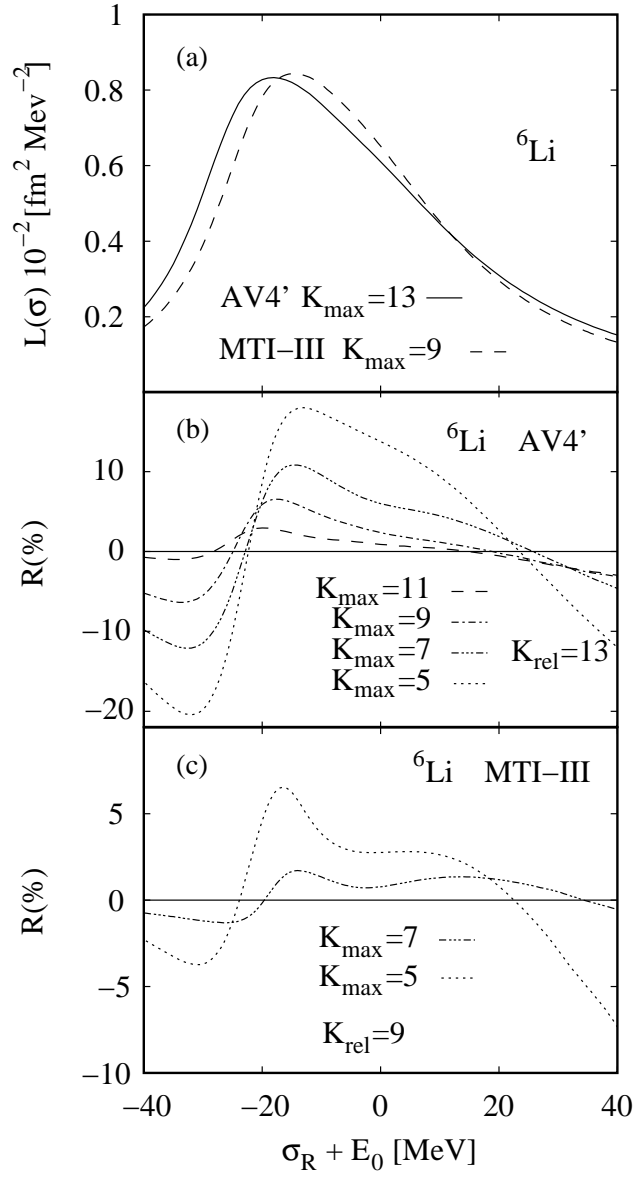 1
(a)
0.8
⁶Li
0.6
L(σ) 10⁻² [fm² Mev⁻²]
0.4
AV4' K_max=13
0.2
MTI−III K_max=9
(b)
⁶Li AV4'
10
R(%)
0
K_max=11
K_max=9
−10
K_max=7 K_rel=13
K_max=5
−20
(c)
⁶Li MTI−III
5
R(%)
0
K_max=7
K_max=5
−5
K_rel=9
−10
−40 −20 0 20 40
σ_R + E_0 [MeV]